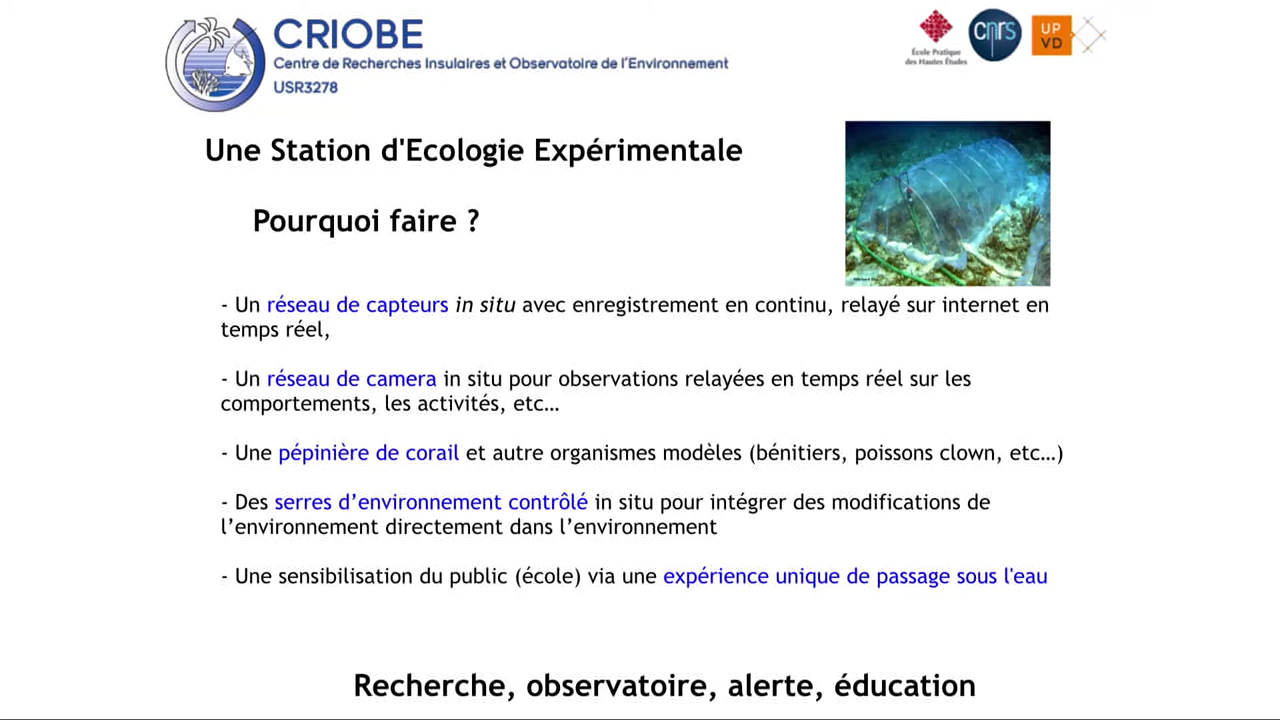 CRIOBE
Centre de Recherches Insulaires et Observatoire de l'Environnement
USR3278
École Pratique
des Hautes Études
cnrs
UP
VD
Une Station d'Ecologie Expérimentale
Pourquoi faire ?
- Un réseau de capteurs in situ avec enregistrement en continu, relayé sur internet en
temps réel,
- Un réseau de camera in situ pour observations relayées en temps réel sur les
comportements, les activités, etc…
- Une pépinière de corail et autre organismes modèles (bénitiers, poissons clown, etc…)
- Des serres d’environnement contrôlé in situ pour intégrer des modifications de
l’environnement directement dans l’environnement
- Une sensibilisation du public (école) via une expérience unique de passage sous l'eau
Recherche, observatoire, alerte, éducation